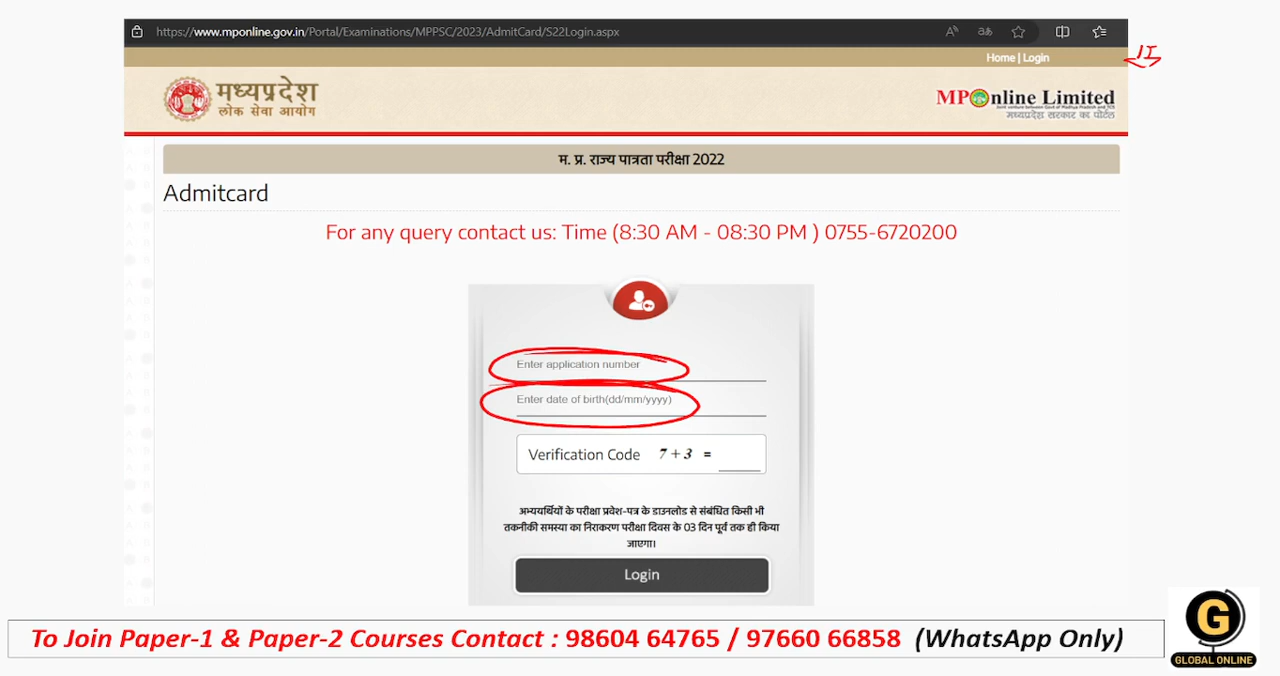 https://www.mponline.gov.in/Portal/Examinations/MPPSC/2023/AdmitCard/S22Login.aspx
Home | Login
मध्यप्रदेश
लोक सेवा आयोग
MPOnline Limited
मध्यप्रदेश सरकार का पोर्टल
म. प्र. राज्य पात्रता परीक्षा 2022
Admitcard
For any query contact us: Time (8:30 AM - 08:30 PM ) 0755-6720200
Enter application number
Enter date of birth(dd/mm/yyyy)
Verification Code 7 + 3 =
अभ्यर्थियों के परीक्षा प्रवेश-पत्र के डाउनलोड से संबंधित किसी भी
तकनीकी समस्या का निराकरण परीक्षा दिवस के 03 दिन पूर्व तक ही किया
जाएगा।
Login
To Join Paper-1 & Paper-2 Courses Contact : 98604 64765 / 97660 66858 (WhatsApp Only)
G
GLOBAL ONLINE